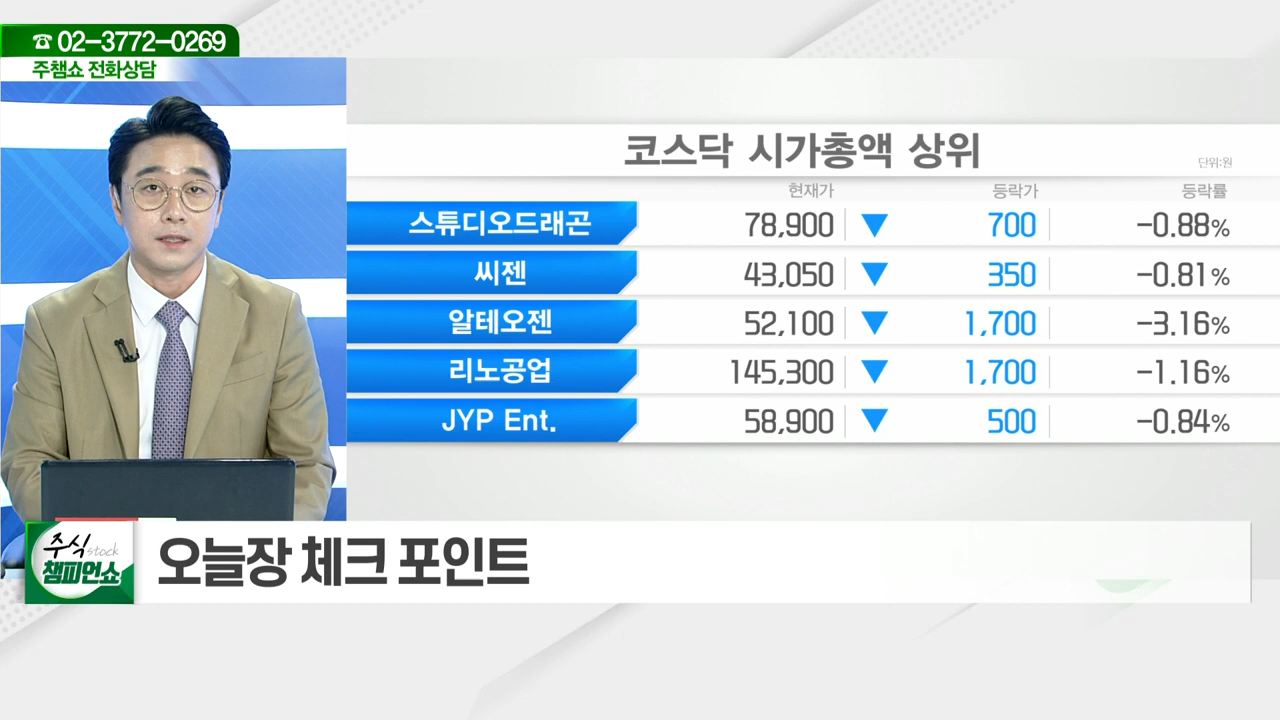 ☎ 02-3772-0269
주챔쇼 전화상담
코스닥 시가총액 상위
단위:원
현재가 등락가 등락률
스튜디오드래곤 78,900 ▼ 700 -0.88%
씨젠 43,050 ▼ 350 -0.81%
알테오젠 52,100 ▼ 1,700 -3.16%
리노공업 145,300 ▼ 1,700 -1.16%
JYP Ent. 58,900 ▼ 500 -0.84%
주식 stock
챔피언쇼
오늘장 체크 포인트